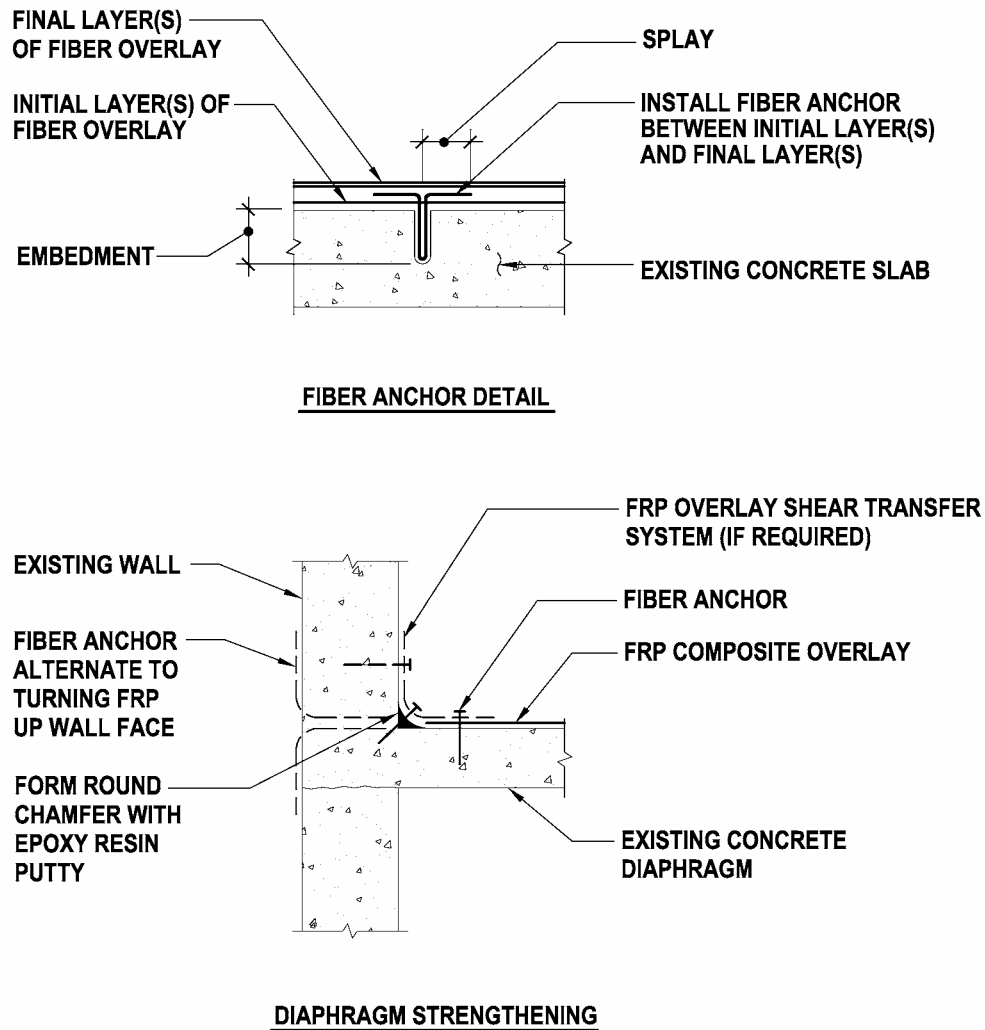 FINAL LAYER(S)
OF FIBER OVERLAY
SPLAY
INITIAL LAYER(S) OF
FIBER OVERLAY
INSTALL FIBER ANCHOR
BETWEEN INITIAL LAYER(S)
AND FINAL LAYER(S)
EMBEDMENT
EXISTING CONCRETE SLAB
FIBER ANCHOR DETAIL
FRP OVERLAY SHEAR TRANSFER
SYSTEM (IF REQUIRED)
EXISTING WALL
FIBER ANCHOR
FIBER ANCHOR
ALTERNATE TO
TURNING FRP
UP WALL FACE
FRP COMPOSITE OVERLAY
FORM ROUND
CHAMFER WITH
EPOXY RESIN
PUTTY
EXISTING CONCRETE
DIAPHRAGM
DIAPHRAGM STRENGTHENING